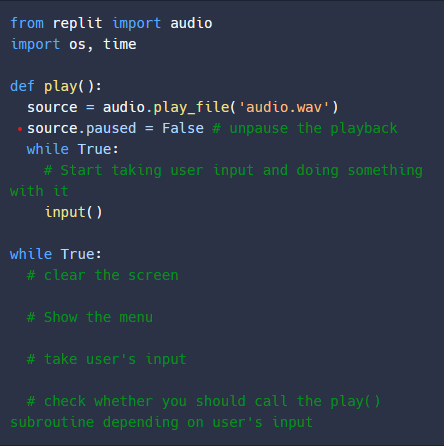 from replit import audio
import os, time

def play():
  source = audio.play_file('audio.wav')
  source.paused = False # unpause the playback
  while True:
    # Start taking user input and doing something
with it
    input()

while True:
  # clear the screen

  # Show the menu

  # take user's input

  # check whether you should call the play()
subroutine depending on user's input